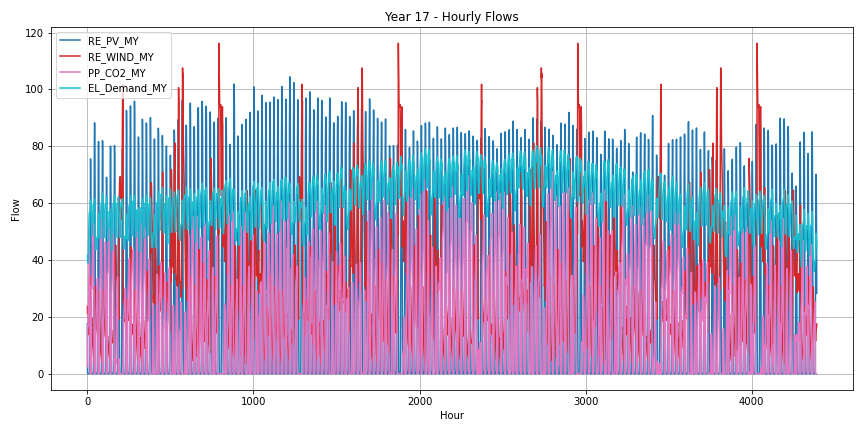 Year 17 - Hourly Flows
RE_PV_MY
RE_WIND_MY
PP_CO2_MY
EL_Demand_MY
120
100
80
60
40
20
0
Flow
0 1000 2000 3000 4000
Hour